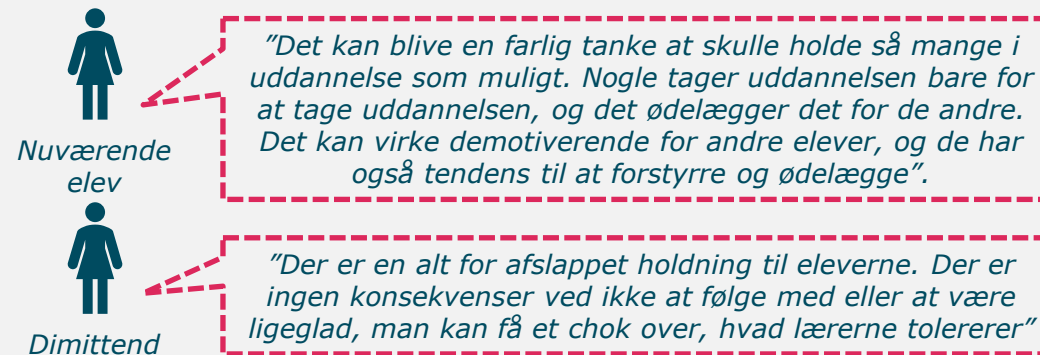 ”Det kan blive en farlig tanke at skulle holde så mange i
uddannelse som muligt. Nogle tager uddannelsen bare for
at tage uddannelsen, og det ødelægger det for de andre.
Det kan virke demotiverende for andre elever, og de har
også tendens til at forstyrre og ødelægge”.
Nuværende
elev
”Der er en alt for afslappet holdning til eleverne. Der er
ingen konsekvenser ved ikke at følge med eller at være
ligeglad, man kan få et chok over, hvad lærerne tolererer”
Dimittend